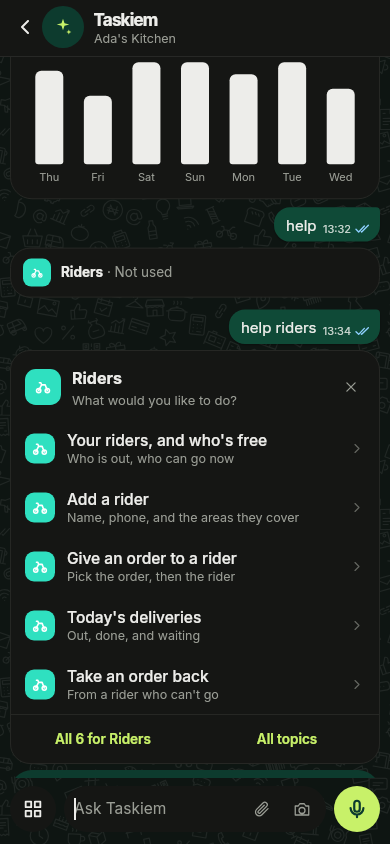 Taskiem
Ada's Kitchen
Thu Fri Sat Sun Mon Tue Wed
help 13:32
Riders · Not used
help riders 13:34
Riders
What would you like to do?
Your riders, and who's free
Who is out, who can go now
Add a rider
Name, phone, and the areas they cover
Give an order to a rider
Pick the order, then the rider
Today's deliveries
Out, done, and waiting
Take an order back
From a rider who can't go
All 6 for Riders All topics
Ask Taskiem